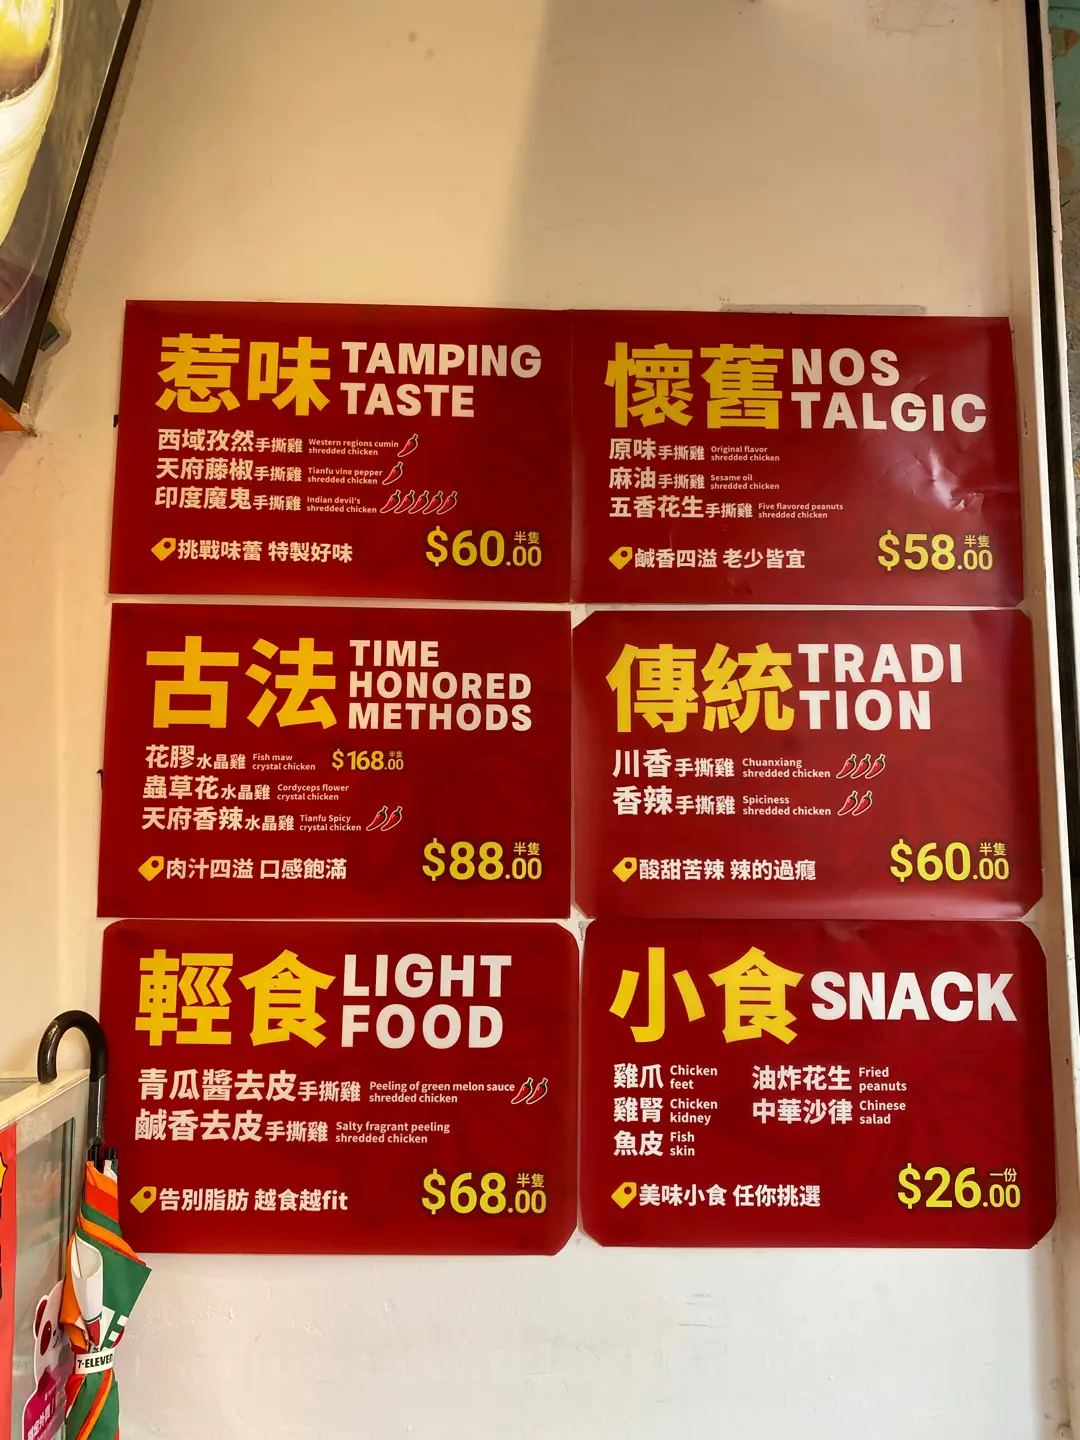 惹味 TAMPING
TASTE
西域孜然手撕雞 Western regions cumin
shredded chicken
天府藤椒手撕雞 Tianfu vine pepper
shredded chicken
印度魔鬼手撕雞 Indian devil's
shredded chicken
挑戰味蕾 特製好味
$60.00 半隻
懷舊 NOS
TALGIC
原味手撕雞 Original flavor
shredded chicken
麻油手撕雞 Sesame oil
shredded chicken
五香花生手撕雞 Five flavored peanuts
shredded chicken
鹹香四溢 老少皆宜
$58.00 半隻
古法 TIME
HONORED
METHODS
花膠水晶雞 Fish maw
crystal chicken
$168.00 半隻
蟲草花水晶雞 Cordyceps flower
crystal chicken
天府香辣水晶雞 Tianfu Spicy
crystal chicken
肉汁四溢 口感飽滿
$88.00 半隻
傳統 TRADI
TION
川香手撕雞 Chuanxiang
shredded chicken
香辣手撕雞 Spiciness
shredded chicken
酸甜苦辣 辣的過癮
$60.00 半隻
輕食 LIGHT
FOOD
青瓜醬去皮手撕雞 Peeling of green melon sauce
shredded chicken
鹹香去皮手撕雞 Salty fragrant peeling
shredded chicken
告別脂肪 越食越fit
$68.00 半隻
小食 SNACK
雞爪 Chicken
feet
雞腎 Chicken
kidney
魚皮 Fish
skin
油炸花生 Fried
peanuts
中華沙律 Chinese
salad
美味小食 任你挑選
$26.00 一份
7-ELEVEN